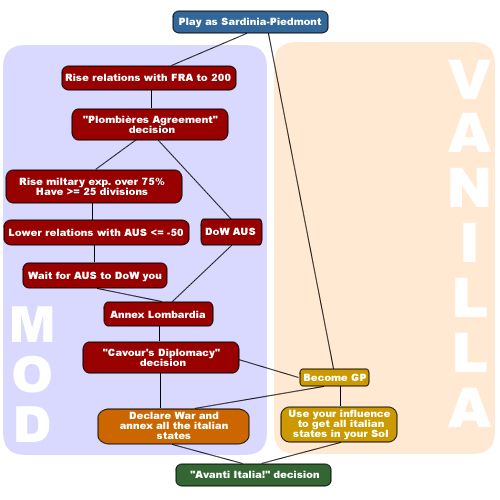 Play as Sardinia-Piedmont
Rise relations with FRA to 200
"Plombières Agreement"
decision
Rise miltary exp. over 75%
Have >= 25 divisions
Lower relations with AUS <= -50
DoW AUS
Wait for AUS to DoW you
Annex Lombardia
"Cavour's Diplomacy"
decision
Become GP
Declare War and
annex all the italian
states
Use your influence
to get all italian
states in your SoI
"Avanti Italia!" decision
MOD
VANILLA